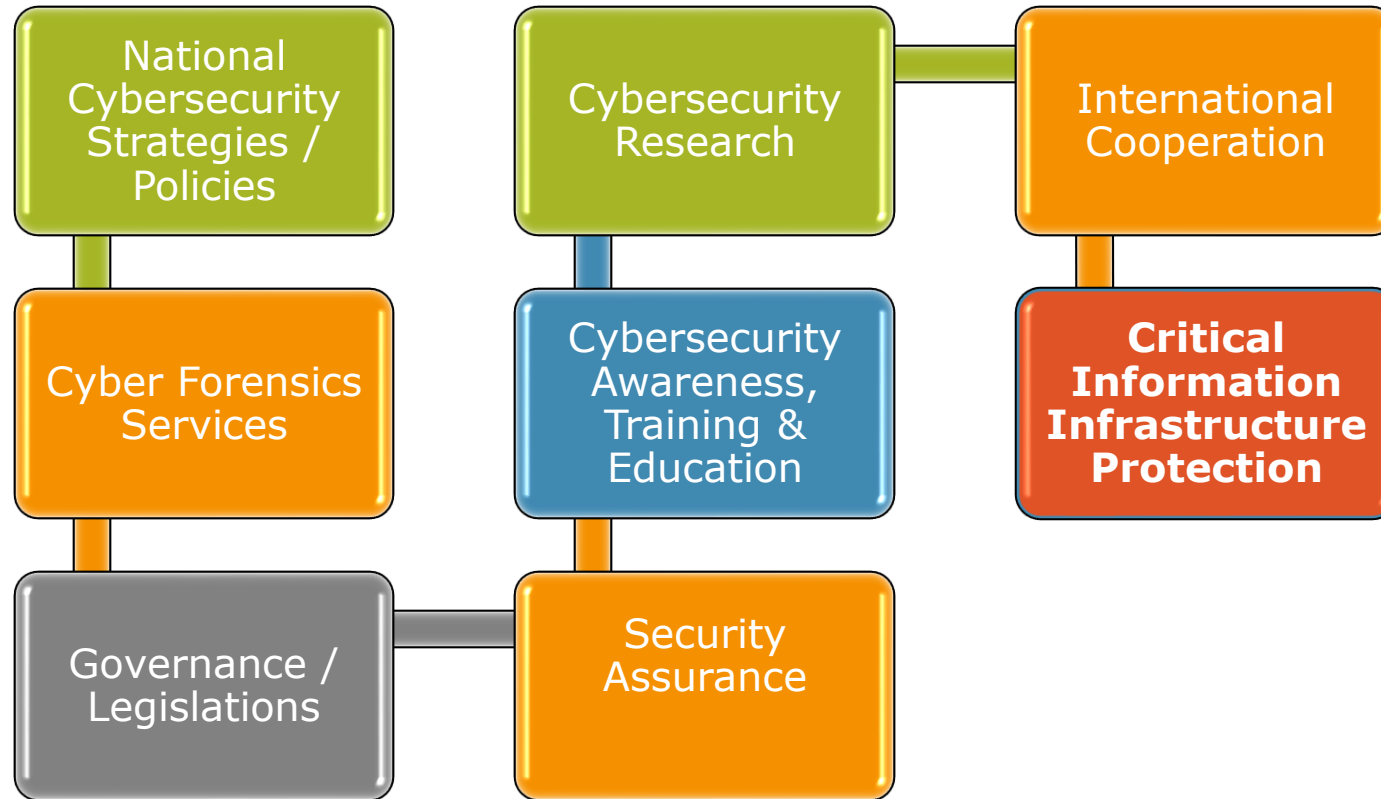 National
Cybersecurity
Strategies /
Policies
Cyber Forensics
Services
Governance /
Legislations
Security
Assurance
Cybersecurity
Awareness,
Training &
Education
Cybersecurity
Research
International
Cooperation
Critical
Information
Infrastructure
Protection